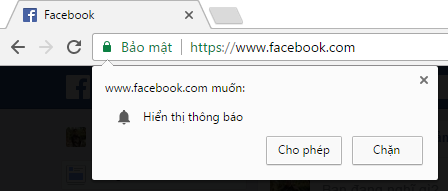 Facebook
Bảo mật https://www.facebook.com
www.facebook.com muốn:
Hiển thị thông báo
Cho phép Chặn